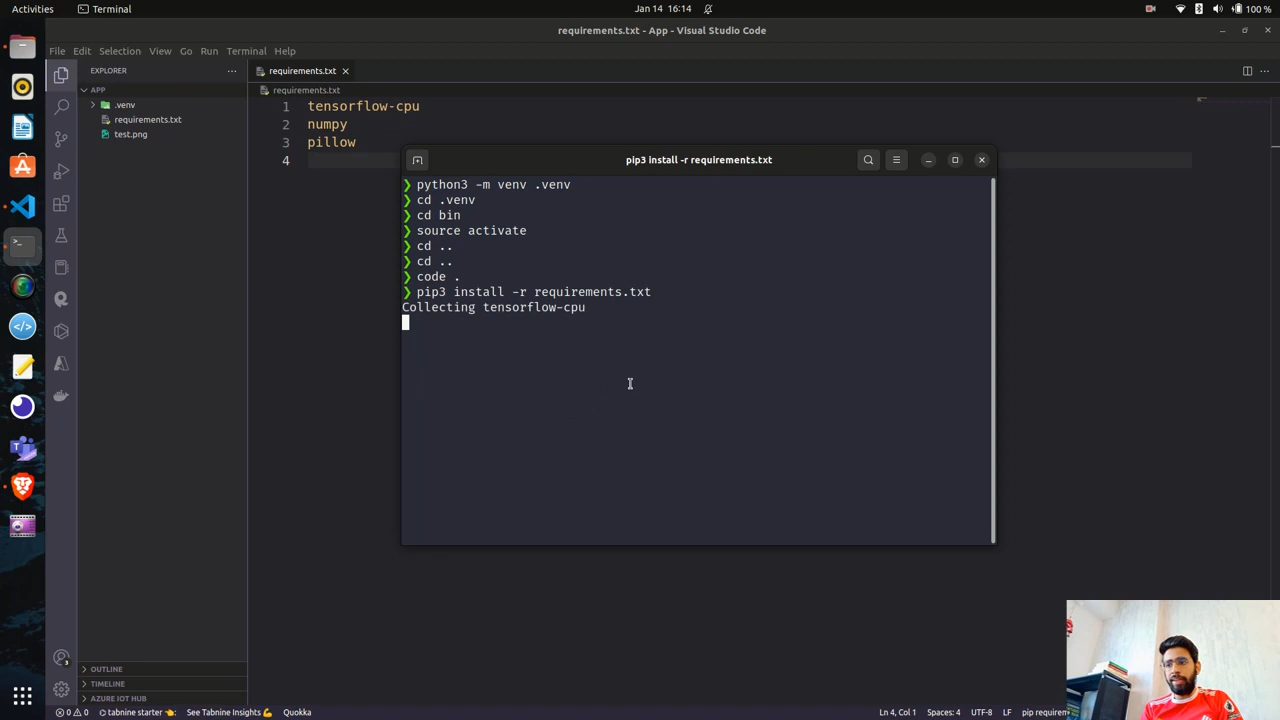 Activities
Terminal
Jan 14 16:14
100 %
requirements.txt - App - Visual Studio Code
File Edit Selection View Go Run Terminal Help
EXPLORER
requirements.txt
APP
requirements.txt
.venv
requirements.txt
test.png
1 tensorflow-cpu
2 numpy
3 pillow
4
pip3 install -r requirements.txt
❯ python3 -m venv .venv
❯ cd .venv
❯ cd bin
❯ source activate
❯ cd ..
❯ cd ..
❯ code .
❯ pip3 install -r requirements.txt
Collecting tensorflow-cpu
3
OUTLINE
TIMELINE
AZURE IOT HUB
0 0 tabnine starter See Tabnine Insights Quokka
Ln 4, Col 1 Spaces: 4 UTF-8 LF pip requirem